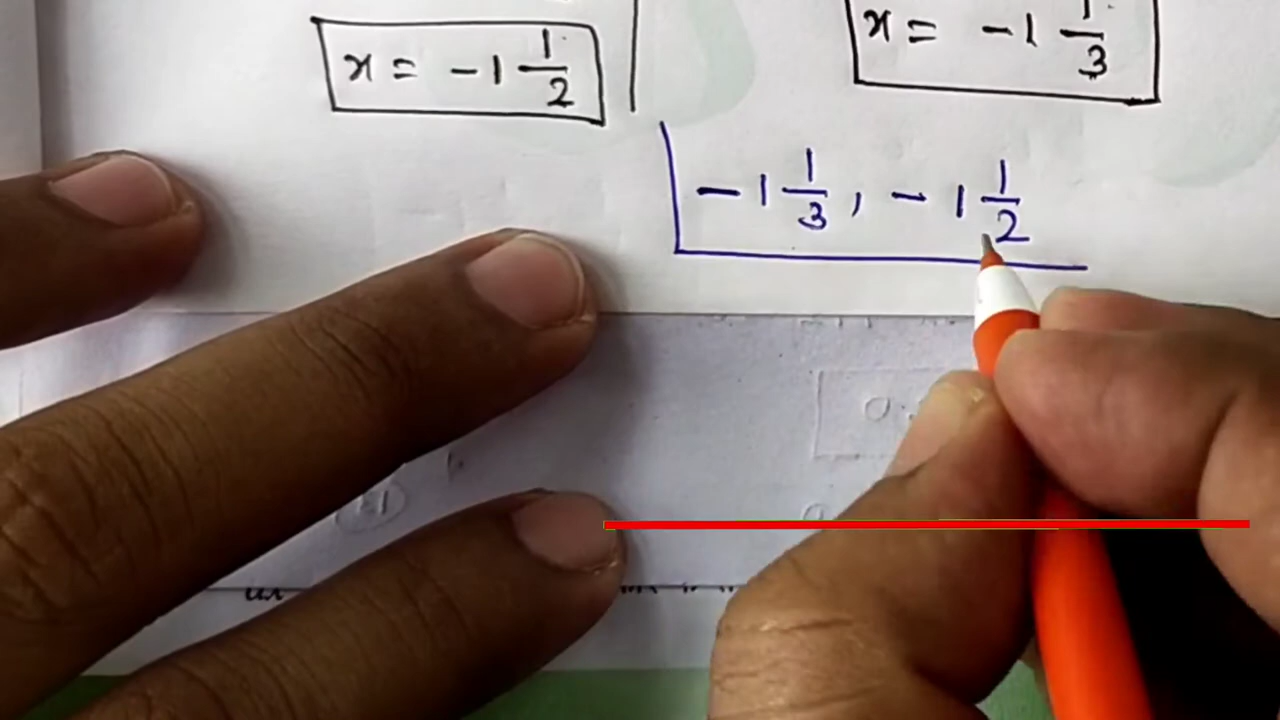 x = -1 1/2
x = -1 1/3
-1 1/3, -1 1/2